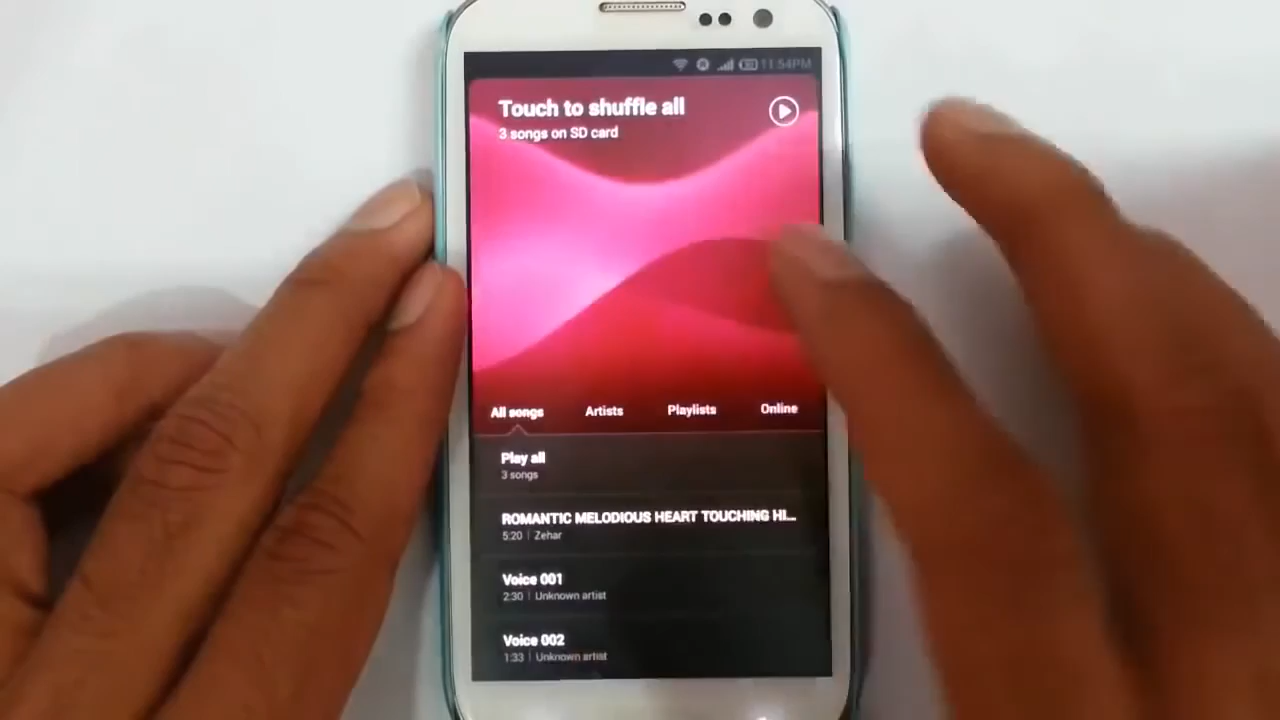 11:54PM
Touch to shuffle all
3 songs on SD card
All songs
Artists
Playlists
Online
Play all
3 songs
ROMANTIC MELODIOUS HEART TOUCHING HI...
5:20 | Zehar
Voice 001
2:30 | Unknown artist
Voice 002
1:33 | Unknown artist